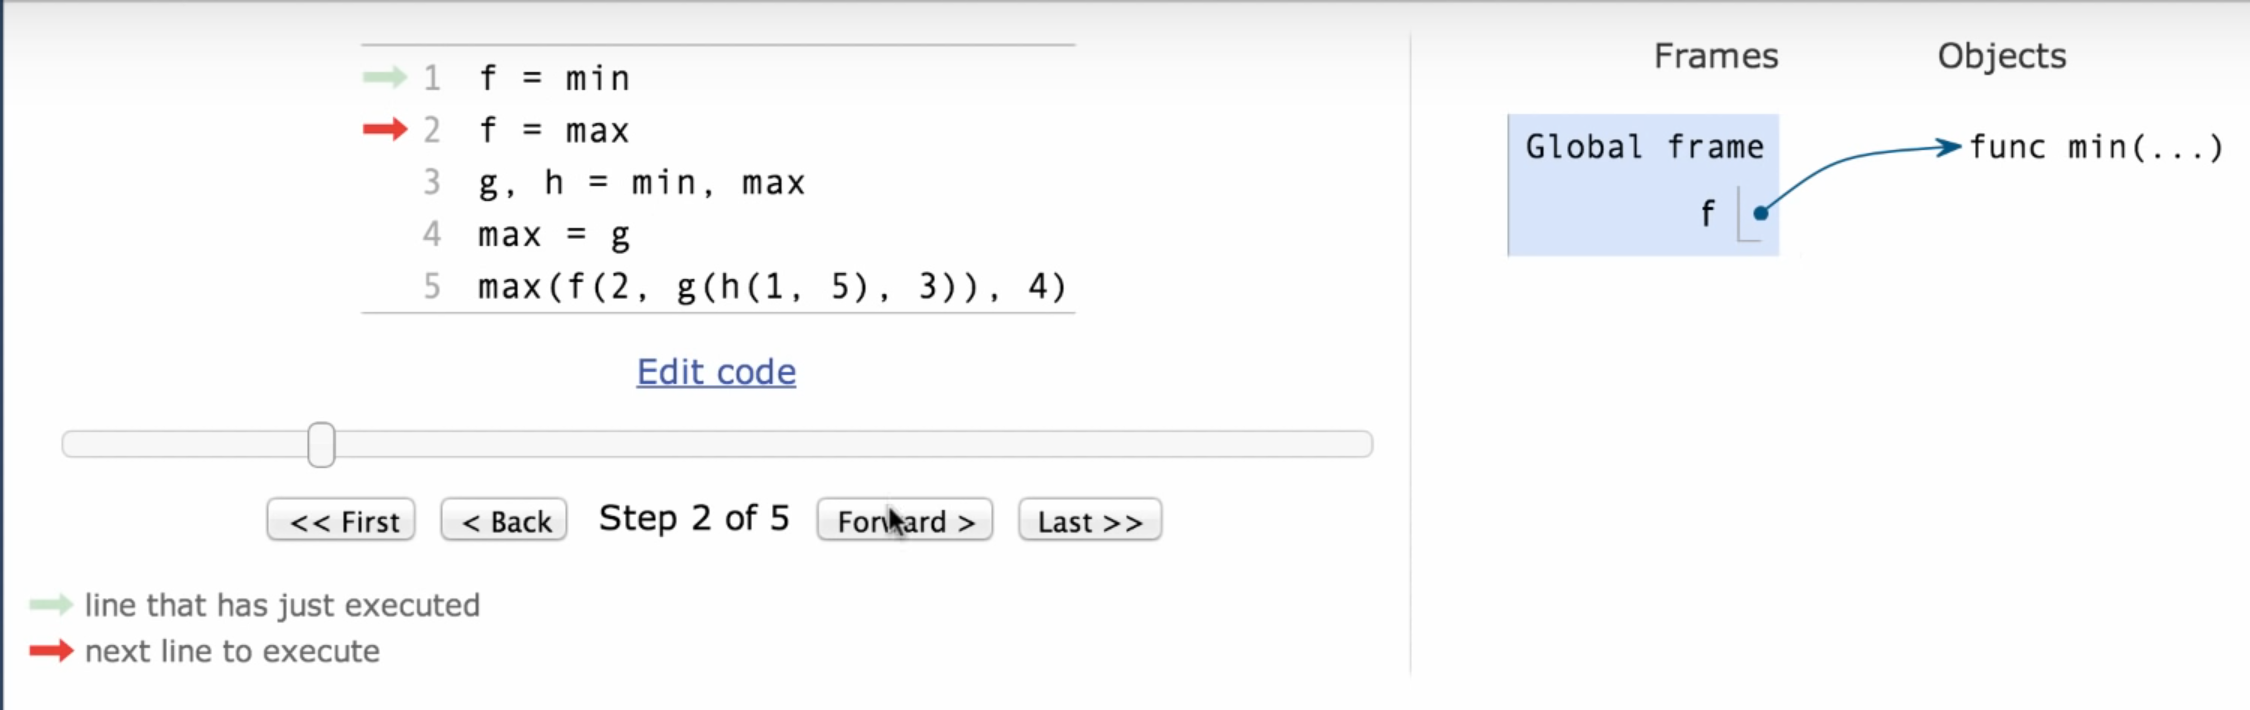 1 f = min
2 f = max
3 g, h = min, max
4 max = g
5 max(f(2, g(h(1, 5), 3)), 4)
Edit code
<< First < Back Step 2 of 5 Forward > Last >>
line that has just executed
next line to execute
Frames Objects
Global frame func min(...)
f